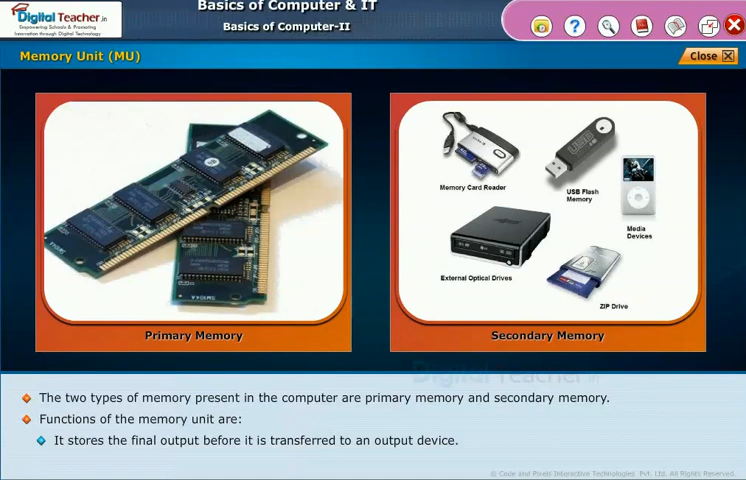 Digital Teacher.in
Empowering Schools & Promoting
Innovation through Digital Technology
Basics of Computer & IT
Basics of Computer-II
Memory Unit (MU)
Close
Memory Card Reader
USB Flash
Memory
Media
Devices
External Optical Drives
ZIP Drive
Primary Memory
Secondary Memory
Digital Teacher.in
The two types of memory present in the computer are primary memory and secondary memory.
Functions of the memory unit are:
It stores the final output before it is transferred to an output device.
© Code and Pixels Interactive Technologies Pvt. Ltd. All Rights Reserved.